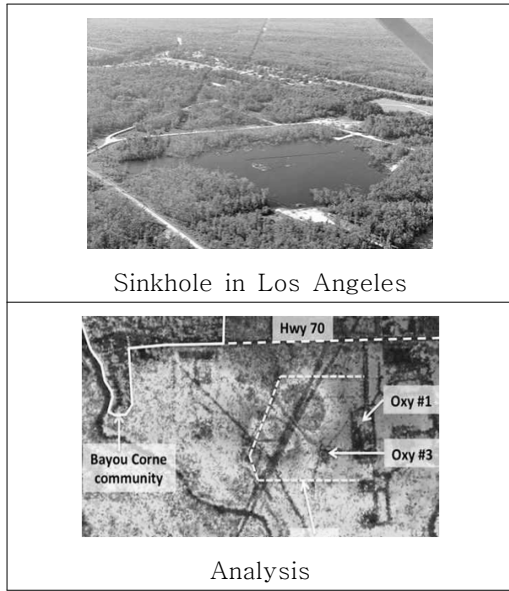 Sinkhole in Los Angeles
Hwy 70
Oxy #1
Oxy #3
Bayou Corne
community
Analysis